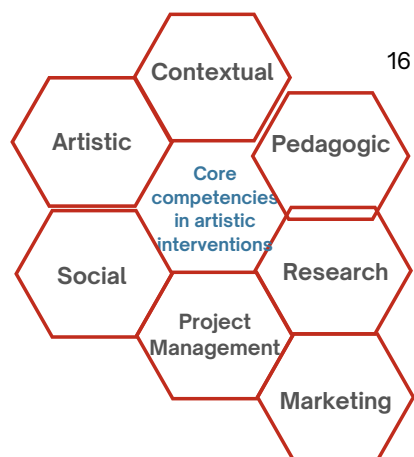 16
Contextual
Artistic
Pedagogic
Core
competencies
in artistic
interventions
Social
Research
Project
Management
Marketing